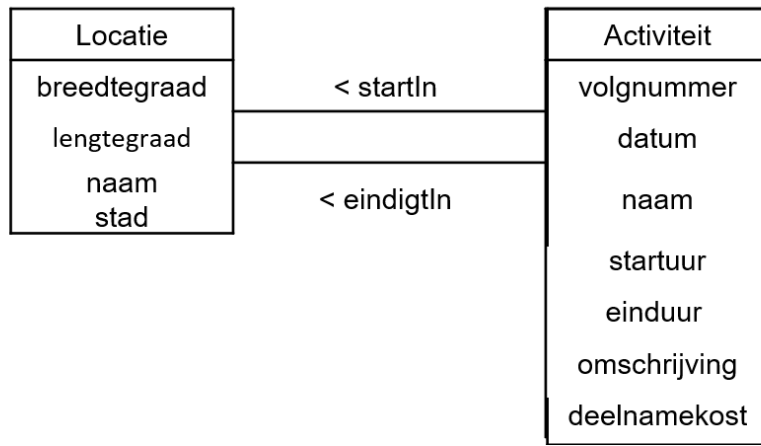 Locatie
breedtegraad
lengtegraad
naam
stad
< startIn
< eindigtIn
Activiteit
volgnummer
datum
naam
startuur
einduur
omschrijving
deelnamekost